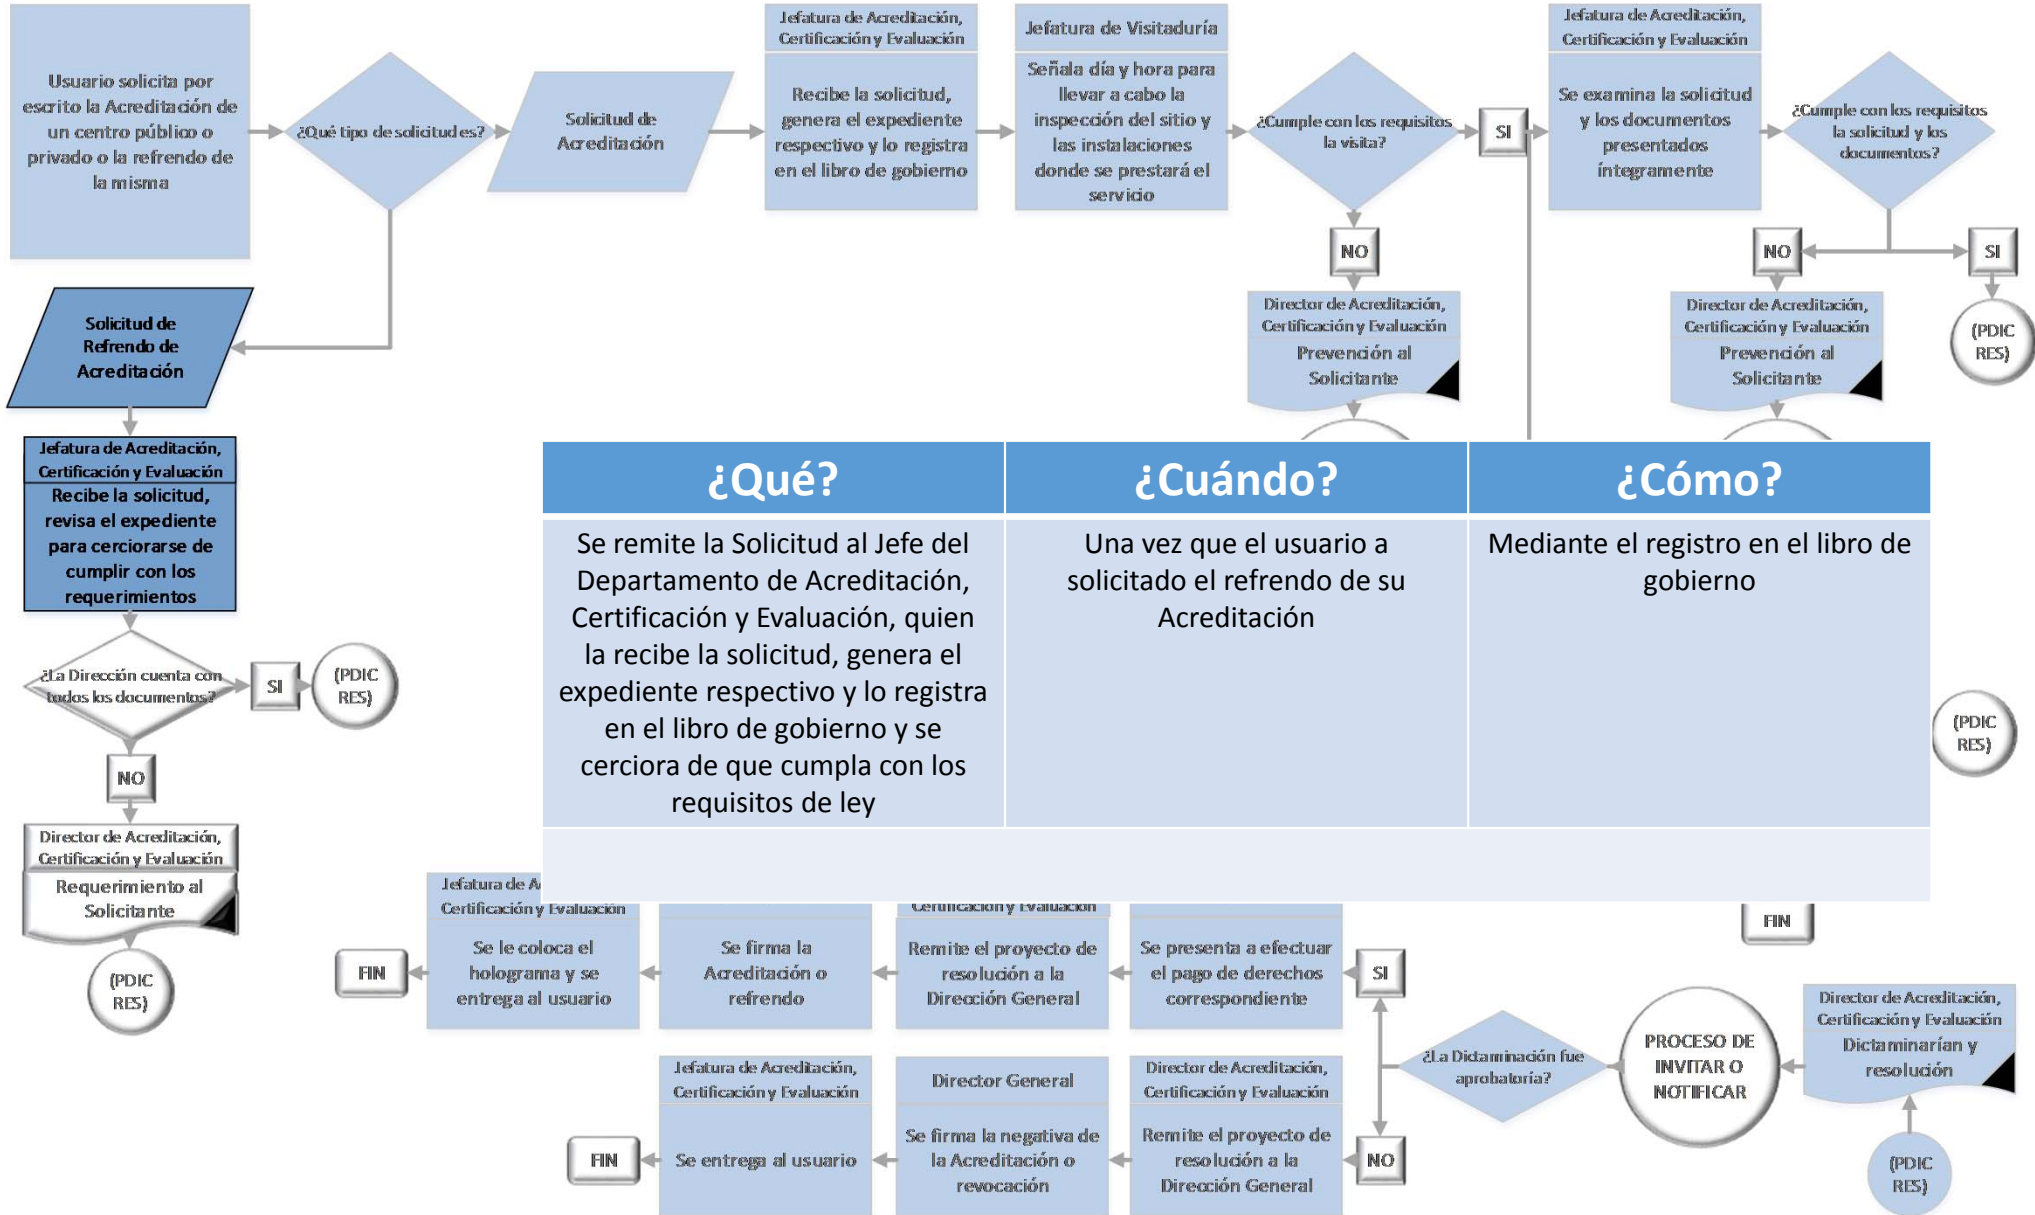 Usuario solicita por
escrito la Acreditación de
un centro público o
privado o la refrendo de
la misma
¿Qué tipo de solicitud es?
Solicitud de
Acreditación
Jefatura de Acreditación,
Certificación y Evaluación
Recibe la solicitud,
genera el expediente
respectivo y lo registra
en el libro de gobierno
Jefatura de Visitaduría
Señala día y hora para
llevar a cabo la
inspección del sitio y
las instalaciones
donde se prestará el
servicio
¿Cumple con los requisitos
la visita?
SI
NO
Director de Acreditación,
Certificación y Evaluación
Prevención al
Solicitante
Jefatura de Acreditación,
Certificación y Evaluación
Se examina la solicitud
y los documentos
presentados
íntegramente
¿Cumple con los requisitos
la solicitud y los
documentos?
NO
SI
Director de Acreditación,
Certificación y Evaluación
Prevención al
Solicitante
(PDIC
RES)
Solicitud de
Refrendo de
Acreditación
Jefatura de Acreditación,
Certificación y Evaluación
Recibe la solicitud,
revisa el expediente
para cerciorarse de
cumplir con los
requerimientos
¿La Dirección cuenta con
todos los documentos?
SI
(PDIC
RES)
NO
Director de Acreditación,
Certificación y Evaluación
Requerimiento al
Solicitante
(PDIC
RES)
¿Qué?
¿Cuándo?
¿Cómo?
Se remite la Solicitud al Jefe del
Departamento de Acreditación,
Certificación y Evaluación, quien
la recibe la solicitud, genera el
expediente respectivo y lo registra
en el libro de gobierno y se
cerciora de que cumpla con los
requisitos de ley
Una vez que el usuario a
solicitado el refrendo de su
Acreditación
Mediante el registro en el libro de
gobierno
(PDIC
RES)
FIN
Jefatura de A
Certificación y Evaluación
Se le coloca el
holograma y se
entrega al usuario
FIN
Se firma la
Acreditación o
refrendo
Certificación y Evaluación
Remite el proyecto de
resolución a la
Dirección General
Se presenta a efectuar
el pago de derechos
correspondiente
SI
¿La Dictaminación fue
aprobatoria?
PROCESO DE
INVITAR O
NOTIFICAR
Director de Acreditación,
Certificación y Evaluación
Dictaminarían y
resolución
(PDIC
RES)
NO
Director de Acreditación,
Certificación y Evaluación
Remite el proyecto de
resolución a la
Dirección General
Director General
Se firma la negativa de
la Acreditación o
revocación
Jefatura de Acreditación,
Certificación y Evaluación
Se entrega al usuario
FIN